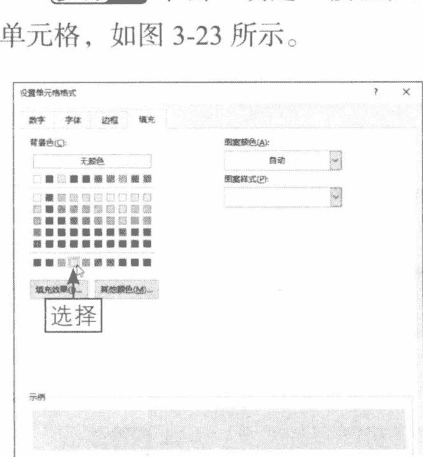 单元格，如图 3-23 所示。
设置单元格格式 ? ×
数字 字体 边框 填充
背景色(C): 图案颜色(A):
无颜色 自动
图案样式(P):
填充效果(I)... 其他颜色(M)...
选择
示例